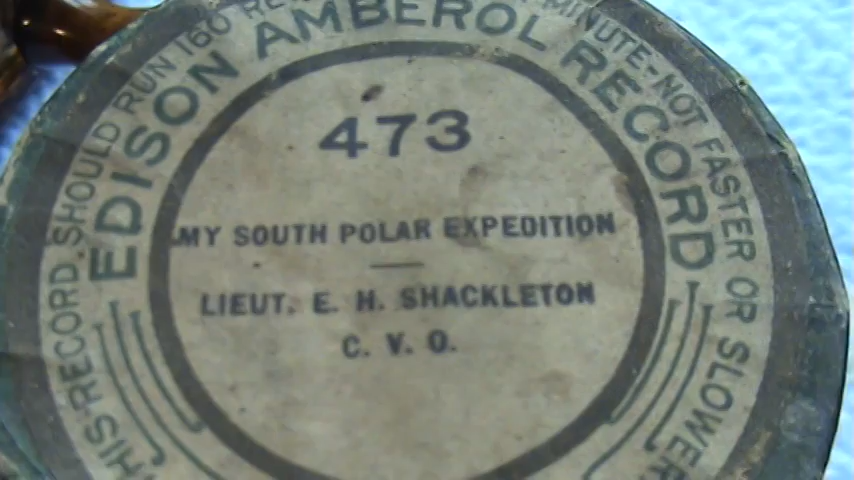 THIS RECORD SHOULD RUN 160 MINUTE-NOT FASTER OR SLOWER.
EDISON AMBEROL RECORD
473
MY SOUTH POLAR EXPEDITION
LIEUT. E. H. SHACKLETON
C. V. O.